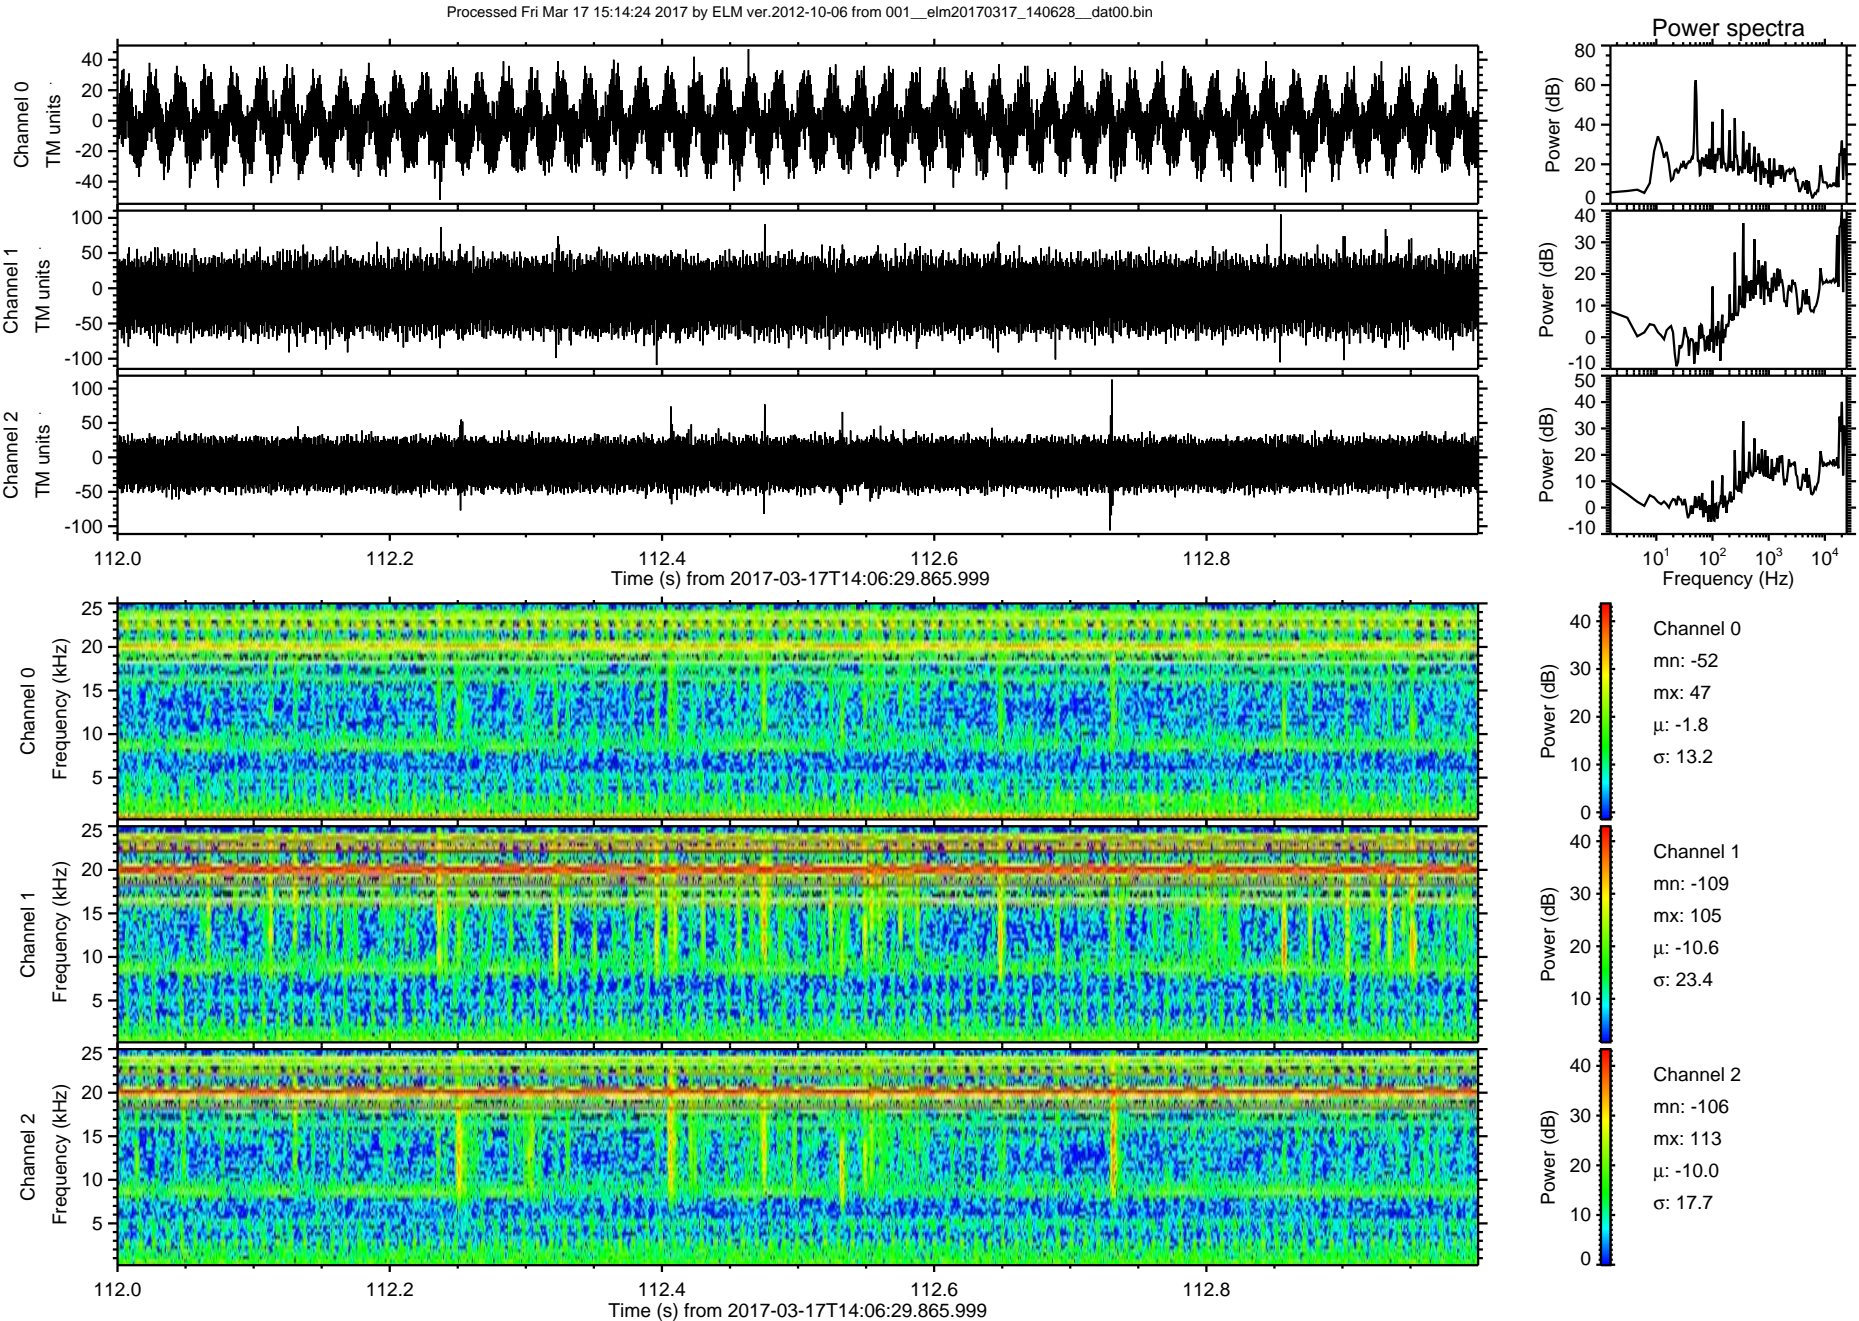 Processed Fri Mar 17 15:14:24 2017 by ELM ver.2012-10-06 from 001__elm20170317_140628__dat00.bin
Power spectra
Channel 0
TM units
40
20
0
-20
-40
Power (dB)
80
60
40
20
0
Channel 1
TM units
100
50
0
-50
-100
Power (dB)
40
30
20
10
0
-10
Channel 2
TM units
100
50
0
-50
-100
Power (dB)
50
40
30
20
10
0
-10
112.0
112.2
112.4
112.6
112.8
Time (s) from 2017-03-17T14:06:29.865.999
10¹
10²
10³
10⁴
Frequency (Hz)
Channel 0
Frequency (kHz)
25
20
15
10
5
Power (dB)
40
30
20
10
0
Channel 0
mn: -52
mx: 47
μ: -1.8
σ: 13.2
Channel 1
Frequency (kHz)
25
20
15
10
5
Power (dB)
40
30
20
10
Channel 1
mn: -109
mx: 105
μ: -10.6
σ: 23.4
Channel 2
Frequency (kHz)
25
20
15
10
5
Power (dB)
40
30
20
10
0
Channel 2
mn: -106
mx: 113
μ: -10.0
σ: 17.7
112.0
112.2
112.4
112.6
112.8
Time (s) from 2017-03-17T14:06:29.865.999